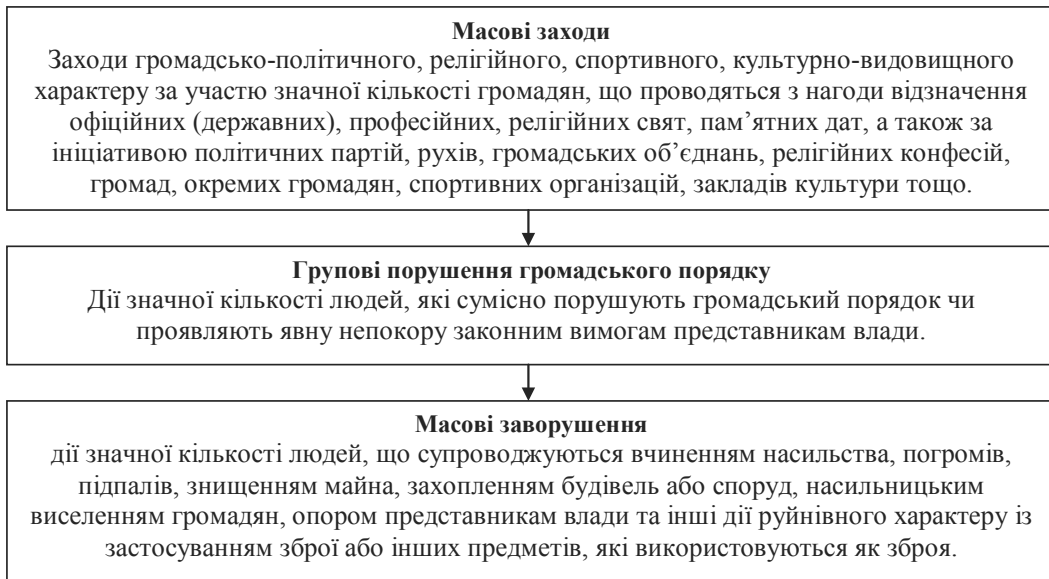 Масові заходи
Заходи громадсько-політичного, релігійного, спортивного, культурно-видовищного
характеру за участю значної кількості громадян, що проводяться з нагоди відзначення
офіційних (державних), професійних, релігійних свят, пам’ятних дат, а також за
ініціативою політичних партій, рухів, громадських об’єднань, релігійних конфесій,
громад, окремих громадян, спортивних організацій, закладів культури тощо.
Групові порушення громадського порядку
Дії значної кількості людей, які сумісно порушують громадський порядок чи
проявляють явну непокору законним вимогам представникам влади.
Масові заворушення
дії значної кількості людей, що супроводжуються вчиненням насильства, погромів,
підпалів, знищенням майна, захопленням будівель або споруд, насильницьким
виселенням громадян, опором представникам влади та інші дії руйнівного характеру із
застосуванням зброї або інших предметів, які використовуються як зброя.